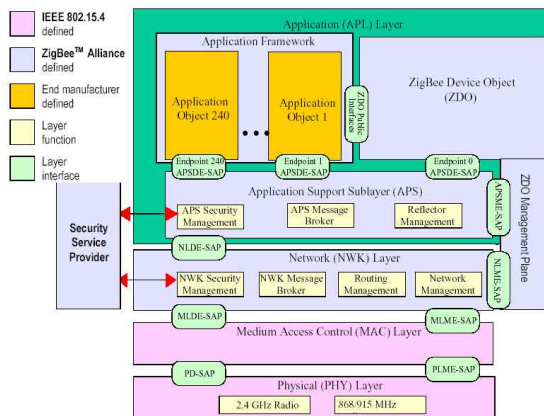 IEEE 802.15.4
defined
ZigBee™ Alliance
defined
End manufacturer
defined
Layer
function
Layer
interface
Application (APL) Layer
Application Framework
Application
Object 240
...
Application
Object 1
ZDO Public
Interfaces
ZigBee Device Object
(ZDO)
Endpoint 240
APSDE-SAP
Endpoint 1
APSDE-SAP
Endpoint 0
APSDE-SAP
Application Support Sublayer (APS)
APS Security
Management
APS Message
Broker
Reflector
Management
APSME-SAP
ZDO Management Plane
Security
Service
Provider
NLDE-SAP
Network (NWK) Layer
NWK Security
Management
NWK Message
Broker
Routing
Management
Network
Management
NLME-SAP
MLDE-SAP
MLME-SAP
Medium Access Control (MAC) Layer
PD-SAP
PLME-SAP
Physical (PHY) Layer
2.4 GHz Radio
868/915 MHz